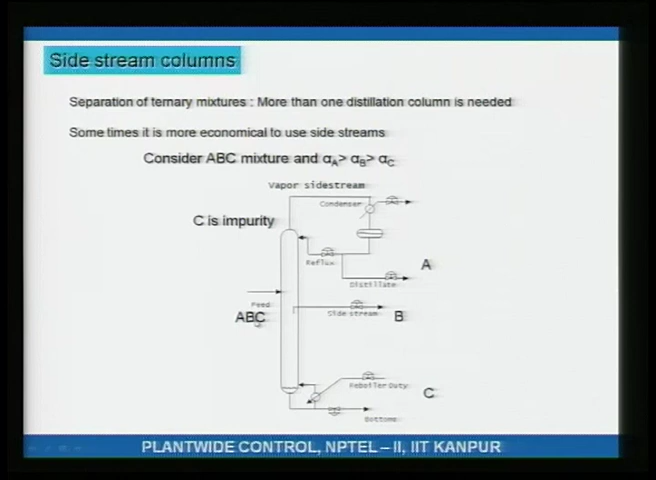 Side stream columns
Separation of ternary mixtures : More than one distillation column is needed
Some times it is more economical to use side streams
Consider ABC mixture and αA> αB> αC
Vapor sidestream
Condenser
C is impurity
Reflux
A
Distillate
Feed
ABC
Side stream
B
Reboiler Duty
C
Bottoms
PLANTWIDE CONTROL, NPTEL – II, IIT KANPUR